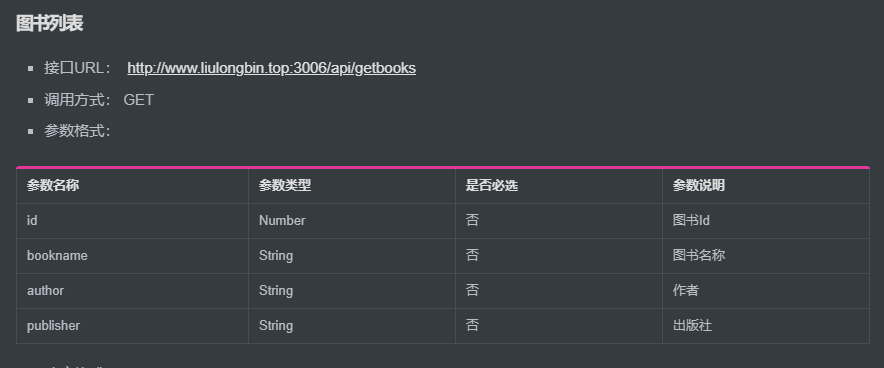 图书列表
接口URL： http://www.liulongbin.top:3006/api/getbooks
调用方式： GET
参数格式：
参数名称 参数类型 是否必选 参数说明
id Number 否 图书Id
bookname String 否 图书名称
author String 否 作者
publisher String 否 出版社